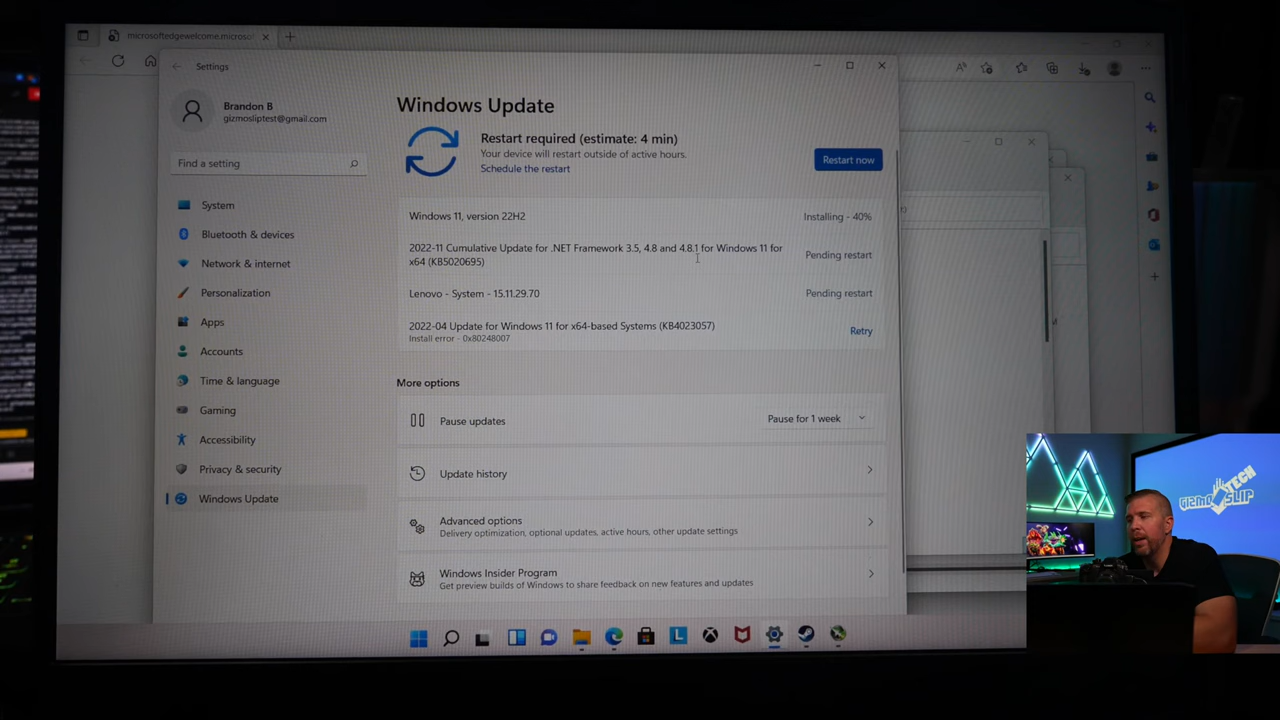 microsoftedgewelcome.microsof
Settings
Brandon B
gizmosliptest@gmail.com
Find a setting
System
Bluetooth & devices
Network & internet
Personalization
Apps
Accounts
Time & language
Gaming
Accessibility
Privacy & security
Windows Update
Windows Update
Restart required (estimate: 4 min)
Your device will restart outside of active hours.
Schedule the restart
Restart now
Windows 11, version 22H2
Installing - 40%
2022-11 Cumulative Update for .NET Framework 3.5, 4.8 and 4.8.1 for Windows 11 for
x64 (KB5020695)
Pending restart
Lenovo - System - 15.11.29.70
Pending restart
2022-04 Update for Windows 11 for x64-based Systems (KB4023057)
Install error - 0x80248007
Retry
More options
Pause updates
Pause for 1 week
Update history
Advanced options
Delivery optimization, optional updates, active hours, other update settings
Windows Insider Program
Get preview builds of Windows to share feedback on new features and updates
GIZMO SLIP
TECH